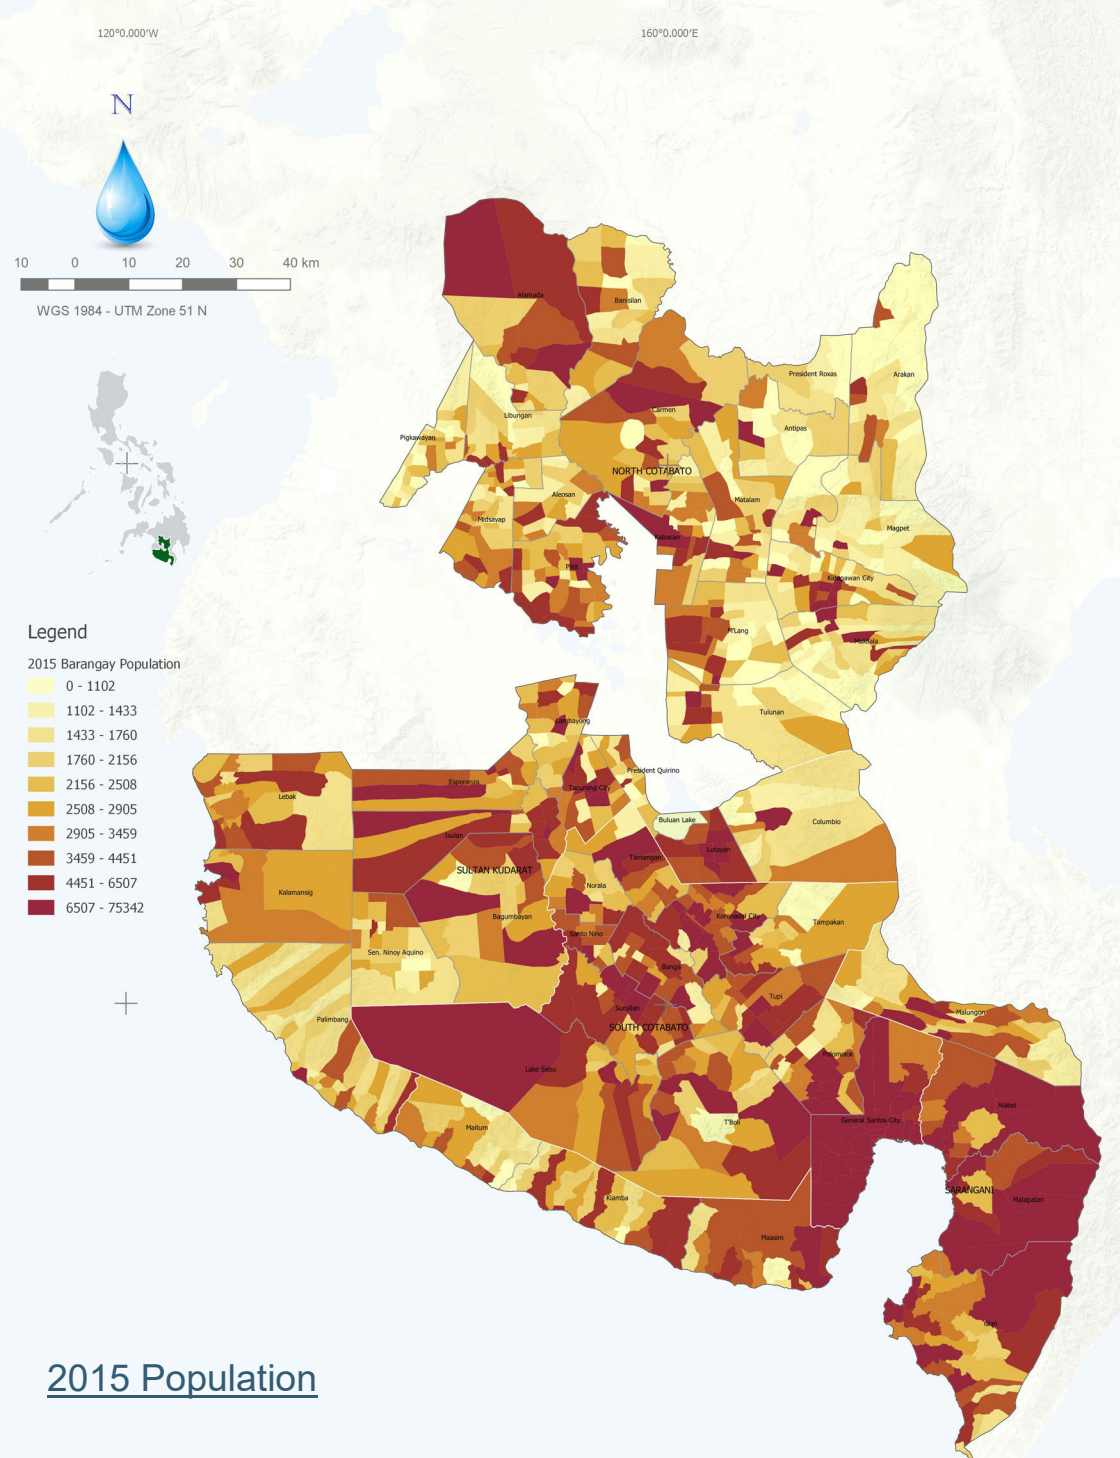 120°0.000'W
160°0.000'E
N
10 0 10 20 30 40 km
WGS 1984 - UTM Zone 51 N
Alamada
Banisilan
President Roxas
Arakan
Carmen
Libungan
Antipas
Pigkawayan
NORTH COTABATO
Aleosan
Matalam
Midsayap
Magpet
Kabacan
Pikit
Kidapawan City
M'Lang
Makilala
Tulunan
Lambayong
President Quirino
Esperanza
Tacurong City
Lebak
Buluan Lake
Columbio
Isulan
Lutayan
Tantangan
SULTAN KUDARAT
Norala
Kalamansig
Bagumbayan
Koronadal City
Tampakan
Santo Nino
Sen. Ninoy Aquino
Banga
Tupi
Surallah
Malungon
Palimbang
SOUTH COTABATO
Polomolok
Lake Sebu
Alabel
T'Boli
General Santos City
Maitum
SARANGANI
Kiamba
Malapatan
Maasim
Glan
Legend
2015 Barangay Population
0 - 1102
1102 - 1433
1433 - 1760
1760 - 2156
2156 - 2508
2508 - 2905
2905 - 3459
3459 - 4451
4451 - 6507
6507 - 75342
2015 Population